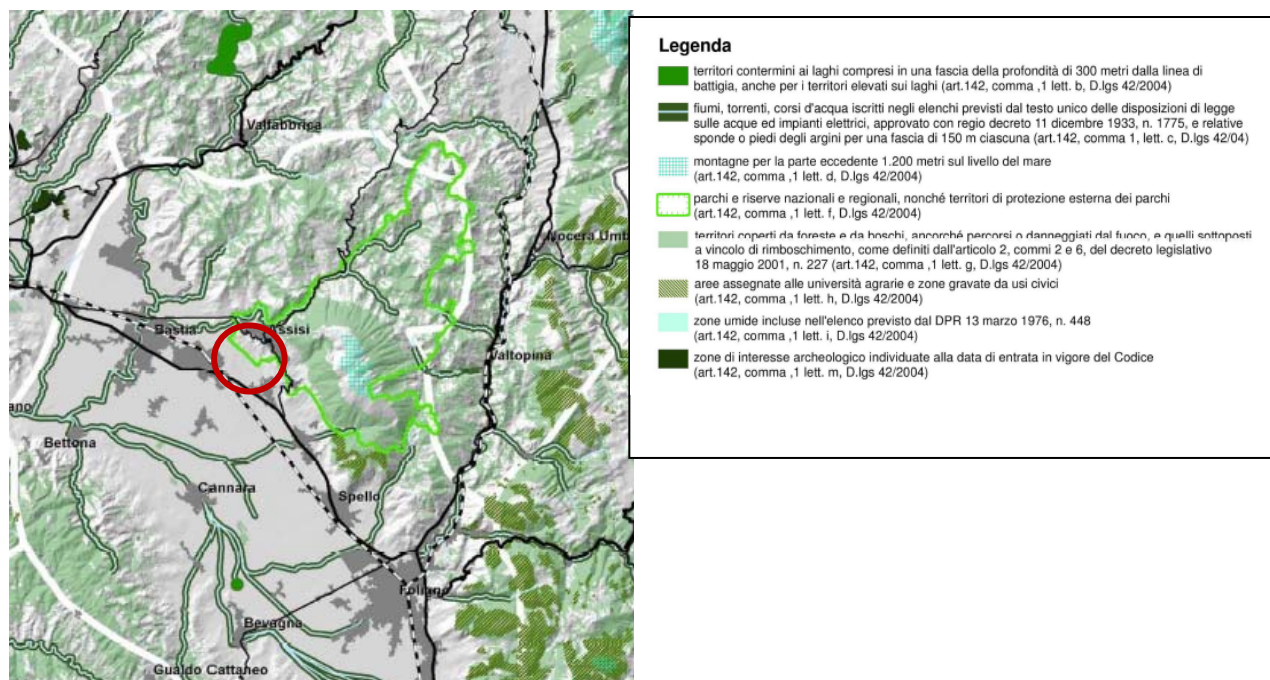 Valfabbrica
Nocera Umb
Bastia
Assisi
Valtopina
ano
Bettona
Cannara
Spello
Foligno
Bevagna
Gualdo Cattaneo
Legenda
territori contermini ai laghi compresi in una fascia della profondità di 300 metri dalla linea di
battigia, anche per i territori elevati sui laghi (art.142, comma ,1 lett. b, D.lgs 42/2004)
fiumi, torrenti, corsi d'acqua iscritti negli elenchi previsti dal testo unico delle disposizioni di legge
sulle acque ed impianti elettrici, approvato con regio decreto 11 dicembre 1933, n. 1775, e relative
sponde o piedi degli argini per una fascia di 150 m ciascuna (art.142, comma 1, lett. c, D.lgs 42/04)
montagne per la parte eccedente 1.200 metri sul livello del mare
(art.142, comma ,1 lett. d, D.lgs 42/2004)
parchi e riserve nazionali e regionali, nonché territori di protezione esterna dei parchi
(art.142, comma ,1 lett. f, D.lgs 42/2004)
territori coperti da foreste e da boschi, ancorché percorsi o danneggiati dal fuoco, e quelli sottoposti
a vincolo di rimboschimento, come definiti dall'articolo 2, commi 2 e 6, del decreto legislativo
18 maggio 2001, n. 227 (art.142, comma ,1 lett. g, D.lgs 42/2004)
aree assegnate alle università agrarie e zone gravate da usi civici
(art.142, comma ,1 lett. h, D.lgs 42/2004)
zone umide incluse nell'elenco previsto dal DPR 13 marzo 1976, n. 448
(art.142, comma ,1 lett. i, D.lgs 42/2004)
zone di interesse archeologico individuate alla data di entrata in vigore del Codice
(art.142, comma ,1 lett. m, D.lgs 42/2004)